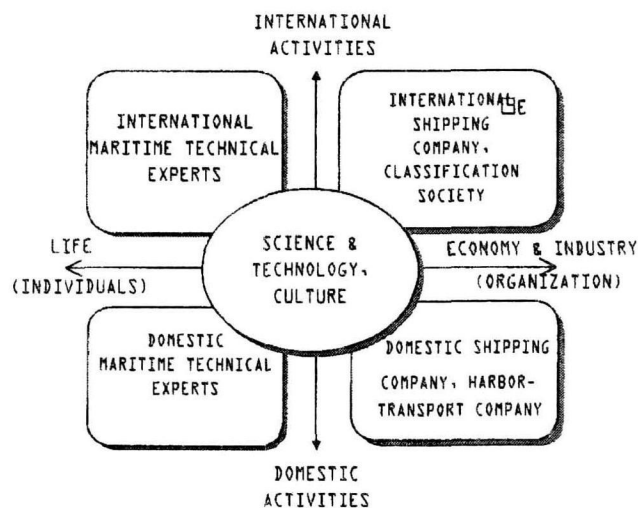 INTERNATIONAL
ACTIVITIES
INTERNATIONAL
MARITIME TECHNICAL
EXPERTS
INTERNATIONAL
SHIPPING
COMPANY,
CLASSIFICATION
SOCIETY
LIFE
(INDIVIDUALS)
SCIENCE &
TECHNOLOGY,
CULTURE
ECONOMY & INDUSTRY
(ORGANIZATION)
DOMESTIC
MARITIME TECHNICAL
EXPERTS
DOMESTIC SHIPPING
COMPANY, HARBOR-
TRANSPORT COMPANY
DOMESTIC
ACTIVITIES